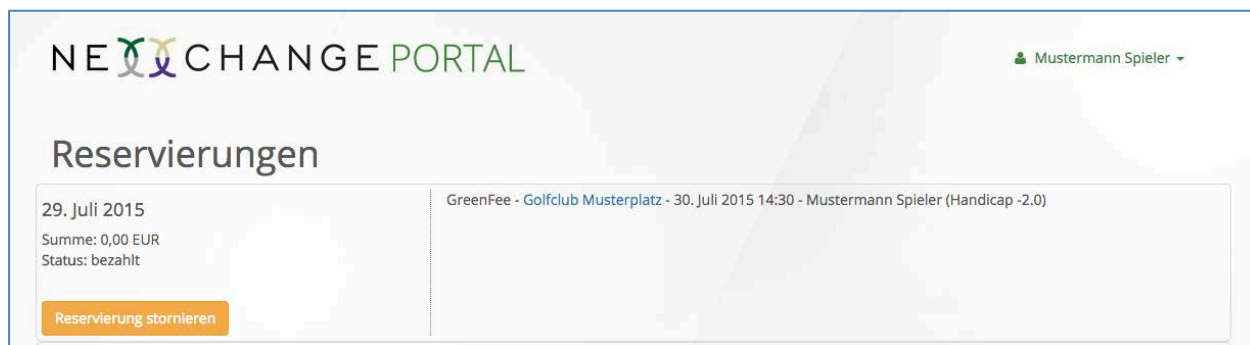 NEXXCHANGE PORTAL
Mustermann Spieler
Reservierungen
29. Juli 2015
Summe: 0,00 EUR
Status: bezahlt
Reservierung stornieren
GreenFee - Golfclub Musterplatz - 30. Juli 2015 14:30 - Mustermann Spieler (Handicap -2.0)